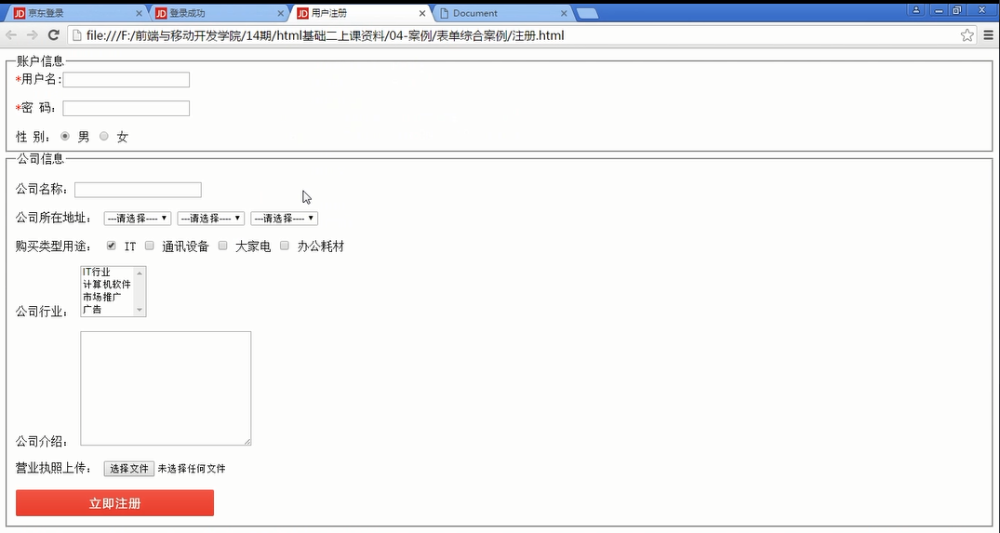 JD 京东登录 JD 登录成功 JD 用户注册 Document
file:///F:/前端与移动开发学院/14期/html基础二上课资料/04-案例/表单综合案例/注册.html
账户信息
*用户名:
*密 码：
性 别： 男 女
公司信息
公司名称：
公司所在地址： ---请选择---- ---请选择---- ---请选择----
购买类型用途： IT 通讯设备 大家电 办公耗材
IT行业
计算机软件
市场推广
广告
公司行业：
公司介绍：
营业执照上传： 选择文件 未选择任何文件
立即注册